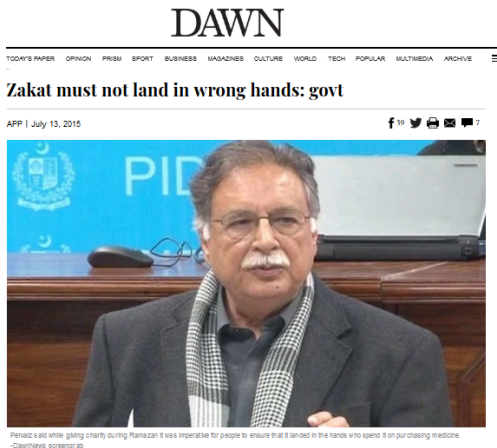 DAWN
TODAY'S PAPER OPINION PRISM SPORT BUSINESS MAGAZINES CULTURE WORLD TECH POPULAR MULTIMEDIA ARCHIVE
Zakat must not land in wrong hands: govt
APP | July 13, 2015
39 7
PID
Pervaiz said while giving charity during Ramazan it was imperative for people to ensure that it landed in the hands who spend it on purchasing medicine.
-DawnNews screengrab